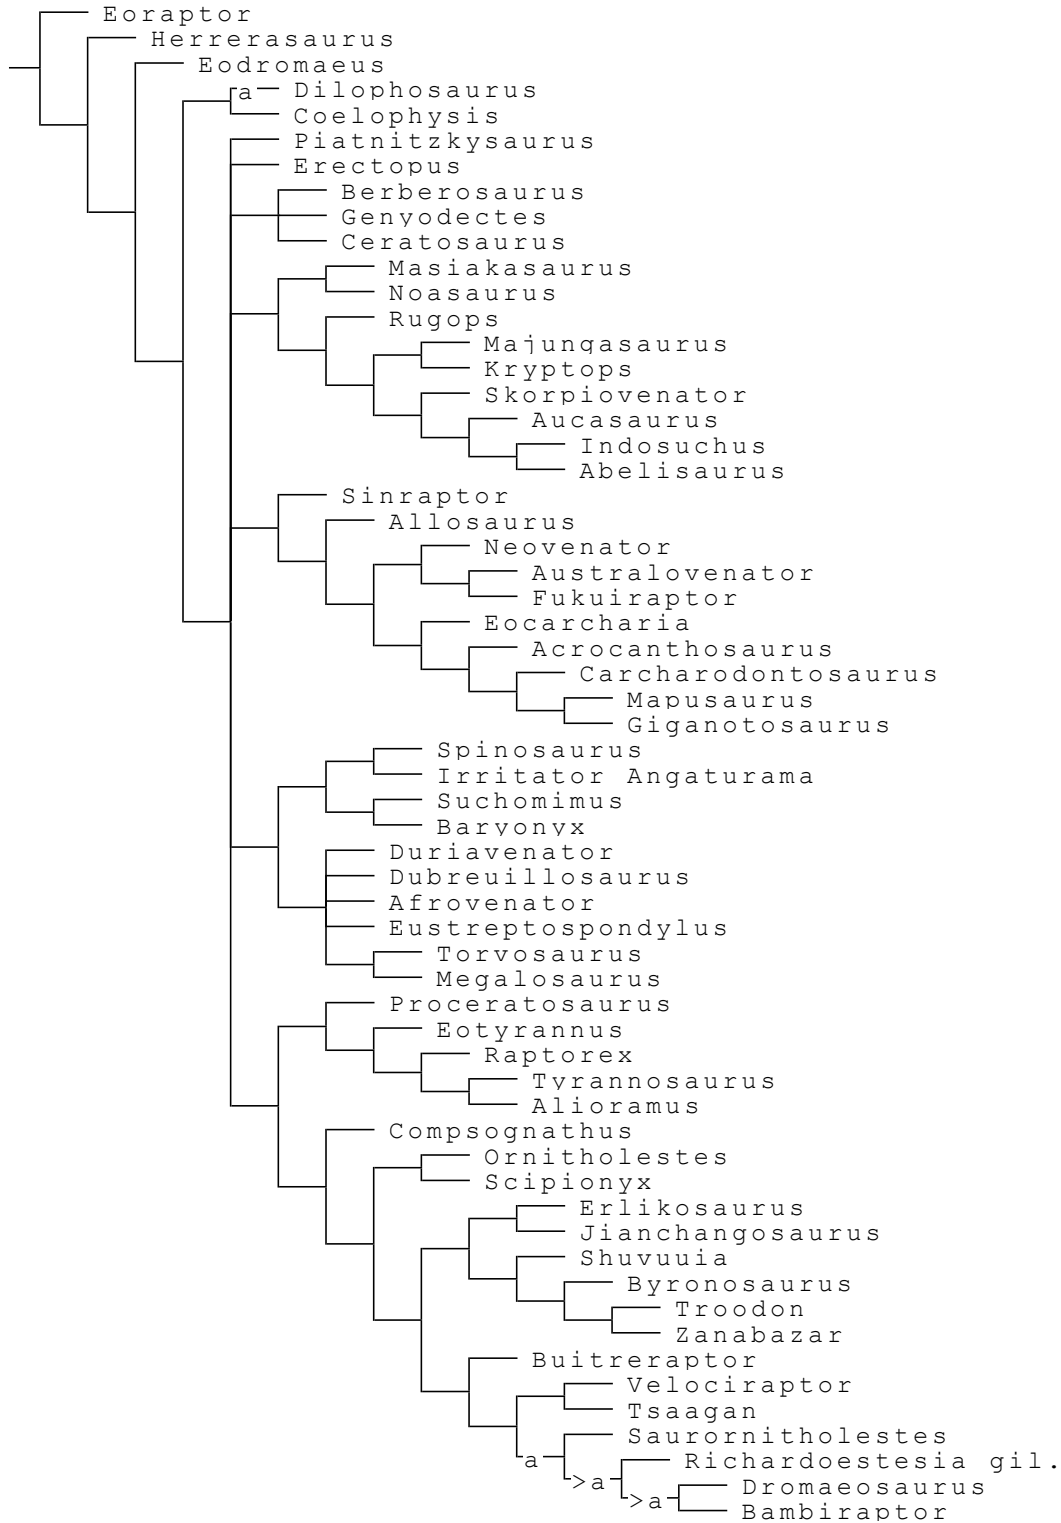 Eoraptor
Herrerasaurus
Eodromaeus
a Dilophosaurus
Coelophysis
Piatnitzkysaurus
Erectopus
Berberosaurus
Genyodectes
Ceratosaurus
Masiakasaurus
Noasaurus
Rugops
Majungasaurus
Kryptops
Skorpiovenator
Aucasaurus
Indosuchus
Abelisaurus
Sinraptor
Allosaurus
Neovenator
Australovenator
Fukuiraptor
Eocarcharia
Acrocanthosaurus
Carcharodontosaurus
Mapusaurus
Giganotosaurus
Spinosaurus
Irritator Angaturama
Suchomimus
Baryonyx
Duriavenator
Dubreuillosaurus
Afrovenator
Eustreptospondylus
Torvosaurus
Megalosaurus
Proceratosaurus
Eotyrannus
Raptorex
Tyrannosaurus
Alioramus
Compsognathus
Ornitholestes
Scipionyx
Erlikosaurus
Jianchangosaurus
Shuvuuia
Byronosaurus
Troodon
Zanabazar
Buitreraptor
Velociraptor
Tsaagan
Saurornitholestes
a Richardoestesia gil.
>a Dromaeosaurus
>a Bambiraptor